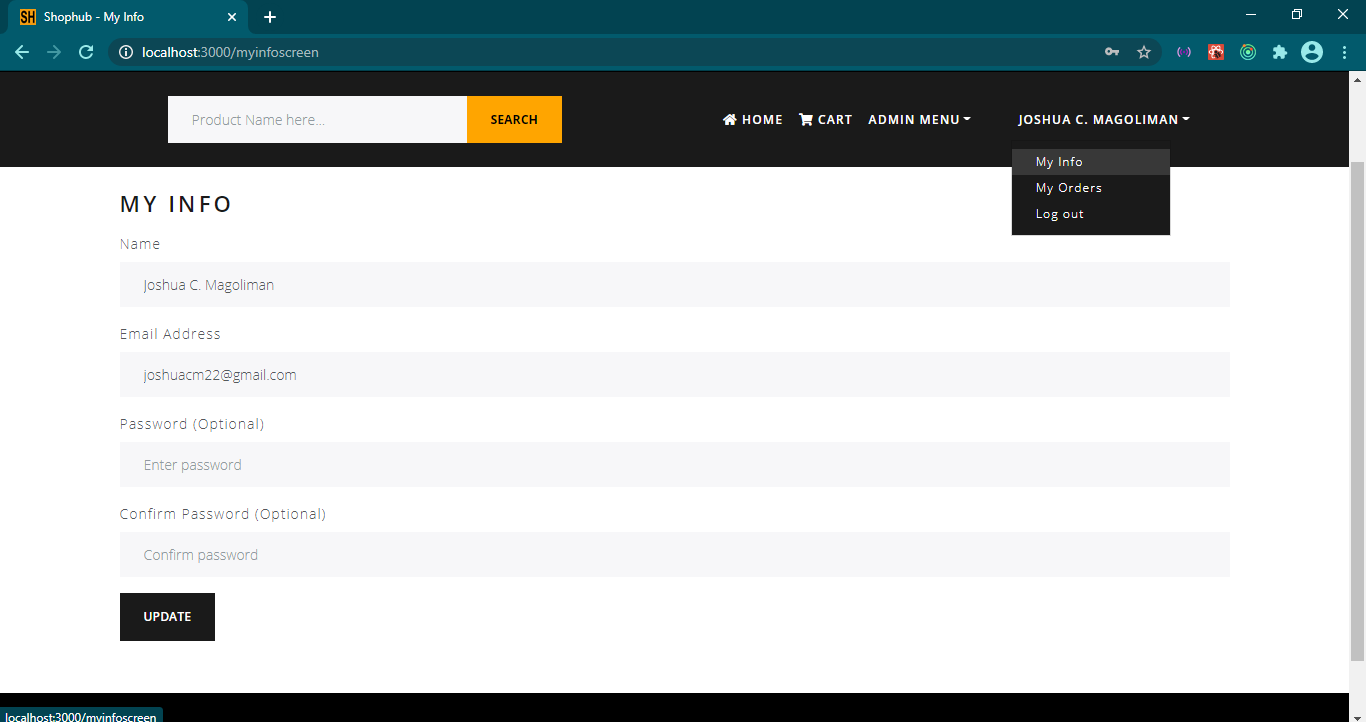 SH Shophub - My Info
localhost:3000/myinfoscreen
Product Name here... SEARCH HOME CART ADMIN MENU JOSHUA C. MAGOLIMAN
My Info
My Orders
Log out
MY INFO
Name
Joshua C. Magoliman
Email Address
joshuacm22@gmail.com
Password (Optional)
Enter password
Confirm Password (Optional)
Confirm password
UPDATE
localhost:3000/myinfoscreen